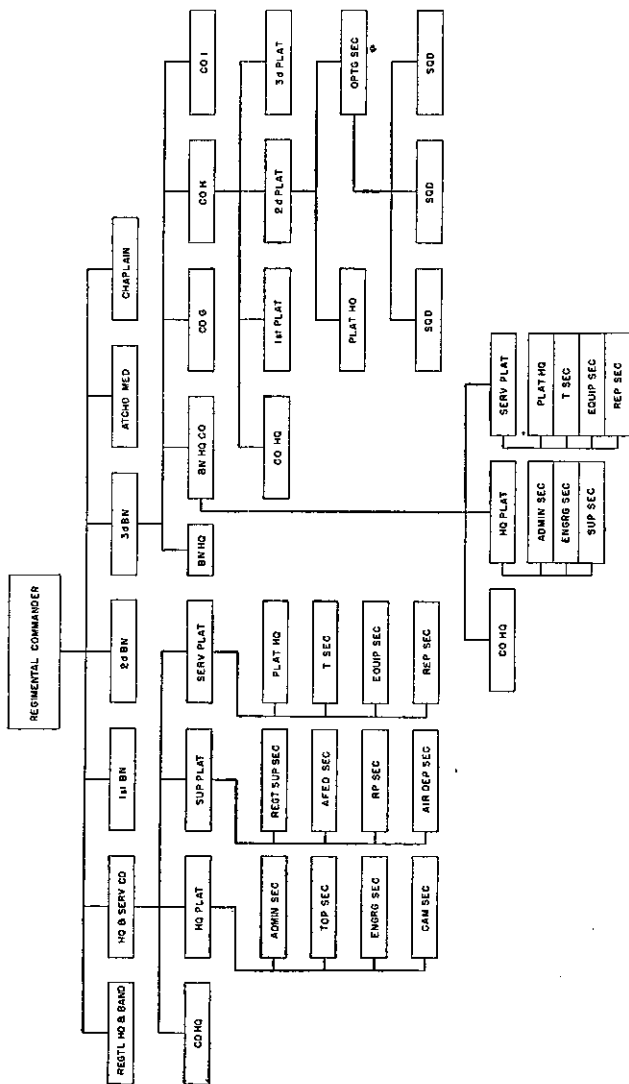 REGIMENTAL COMMANDER
REGTL HQ & BAND
HQ & SERV CO
1st BN
2d BN
3d BN
ATCHD MED
CHAPLAIN
CO HQ
HQ PLAT
SUP PLAT
SERV PLAT
BN HQ
BN HQ CO
CO G
CO H
CO I
ADMIN SEC
TOP SEC
ENGRG SEC
CAM SEC
REGT SUP SEC
AFED SEC
RP SEC
AIR DEP SEC
PLAT HQ
T SEC
EQUIP SEC
REP SEC
CO HQ
1st PLAT
2d PLAT
3d PLAT
PLAT HQ
OPTG SEC
SQD
SQD
SQD
CO HQ
HQ PLAT
SERV PLAT
ADMIN SEC
ENGRG SEC
SUP SEC
PLAT HQ
T SEC
EQUIP SEC
REP SEC